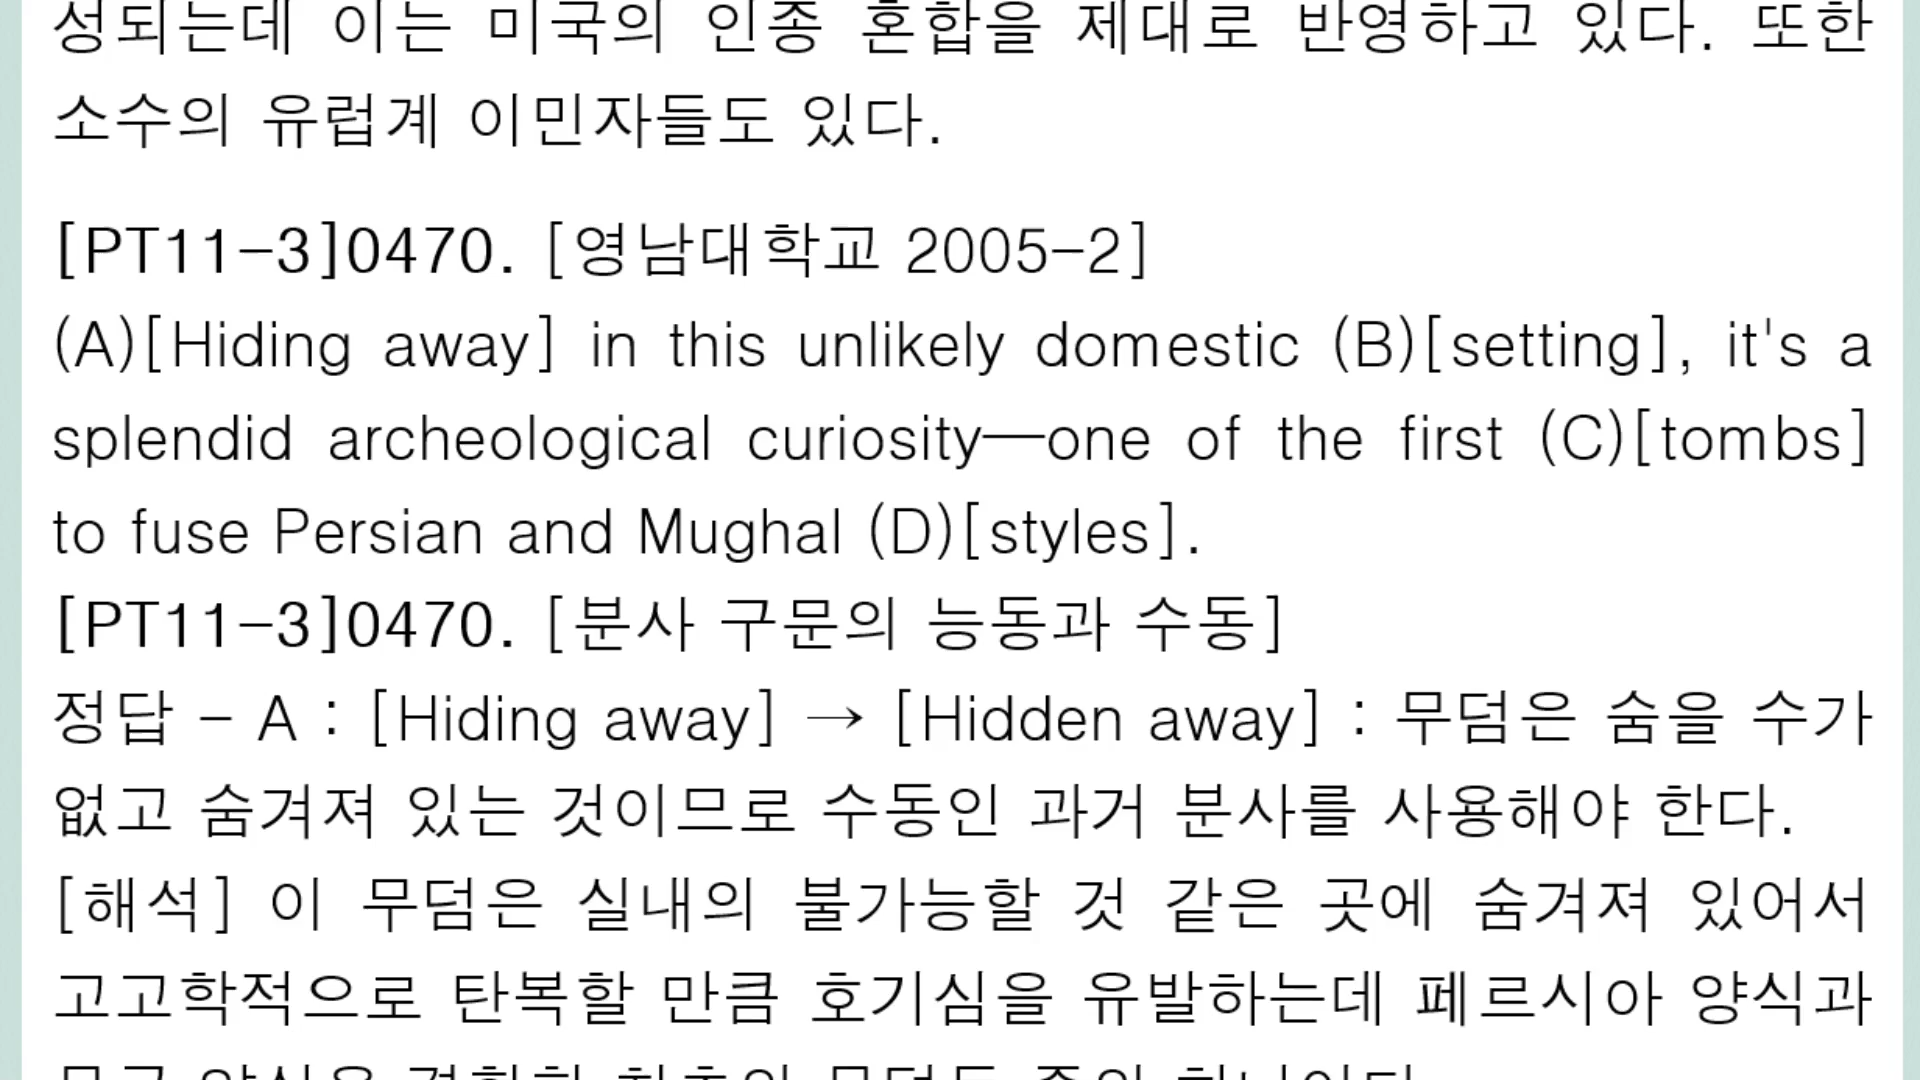 성되는데 이는 미국의 인종 혼합을 제대로 반영하고 있다. 또한
소수의 유럽계 이민자들도 있다.
[PT11-3]0470. [영남대학교 2005-2]
(A)[Hiding away] in this unlikely domestic (B)[setting], it's a
splendid archeological curiosity—one of the first (C)[tombs]
to fuse Persian and Mughal (D)[styles].
[PT11-3]0470. [분사 구문의 능동과 수동]
정답 - A : [Hiding away] → [Hidden away] : 무덤은 숨을 수가
없고 숨겨져 있는 것이므로 수동인 과거 분사를 사용해야 한다.
[해석] 이 무덤은 실내의 불가능할 것 같은 곳에 숨겨져 있어서
고고학적으로 탄복할 만큼 호기심을 유발하는데 페르시아 양식과